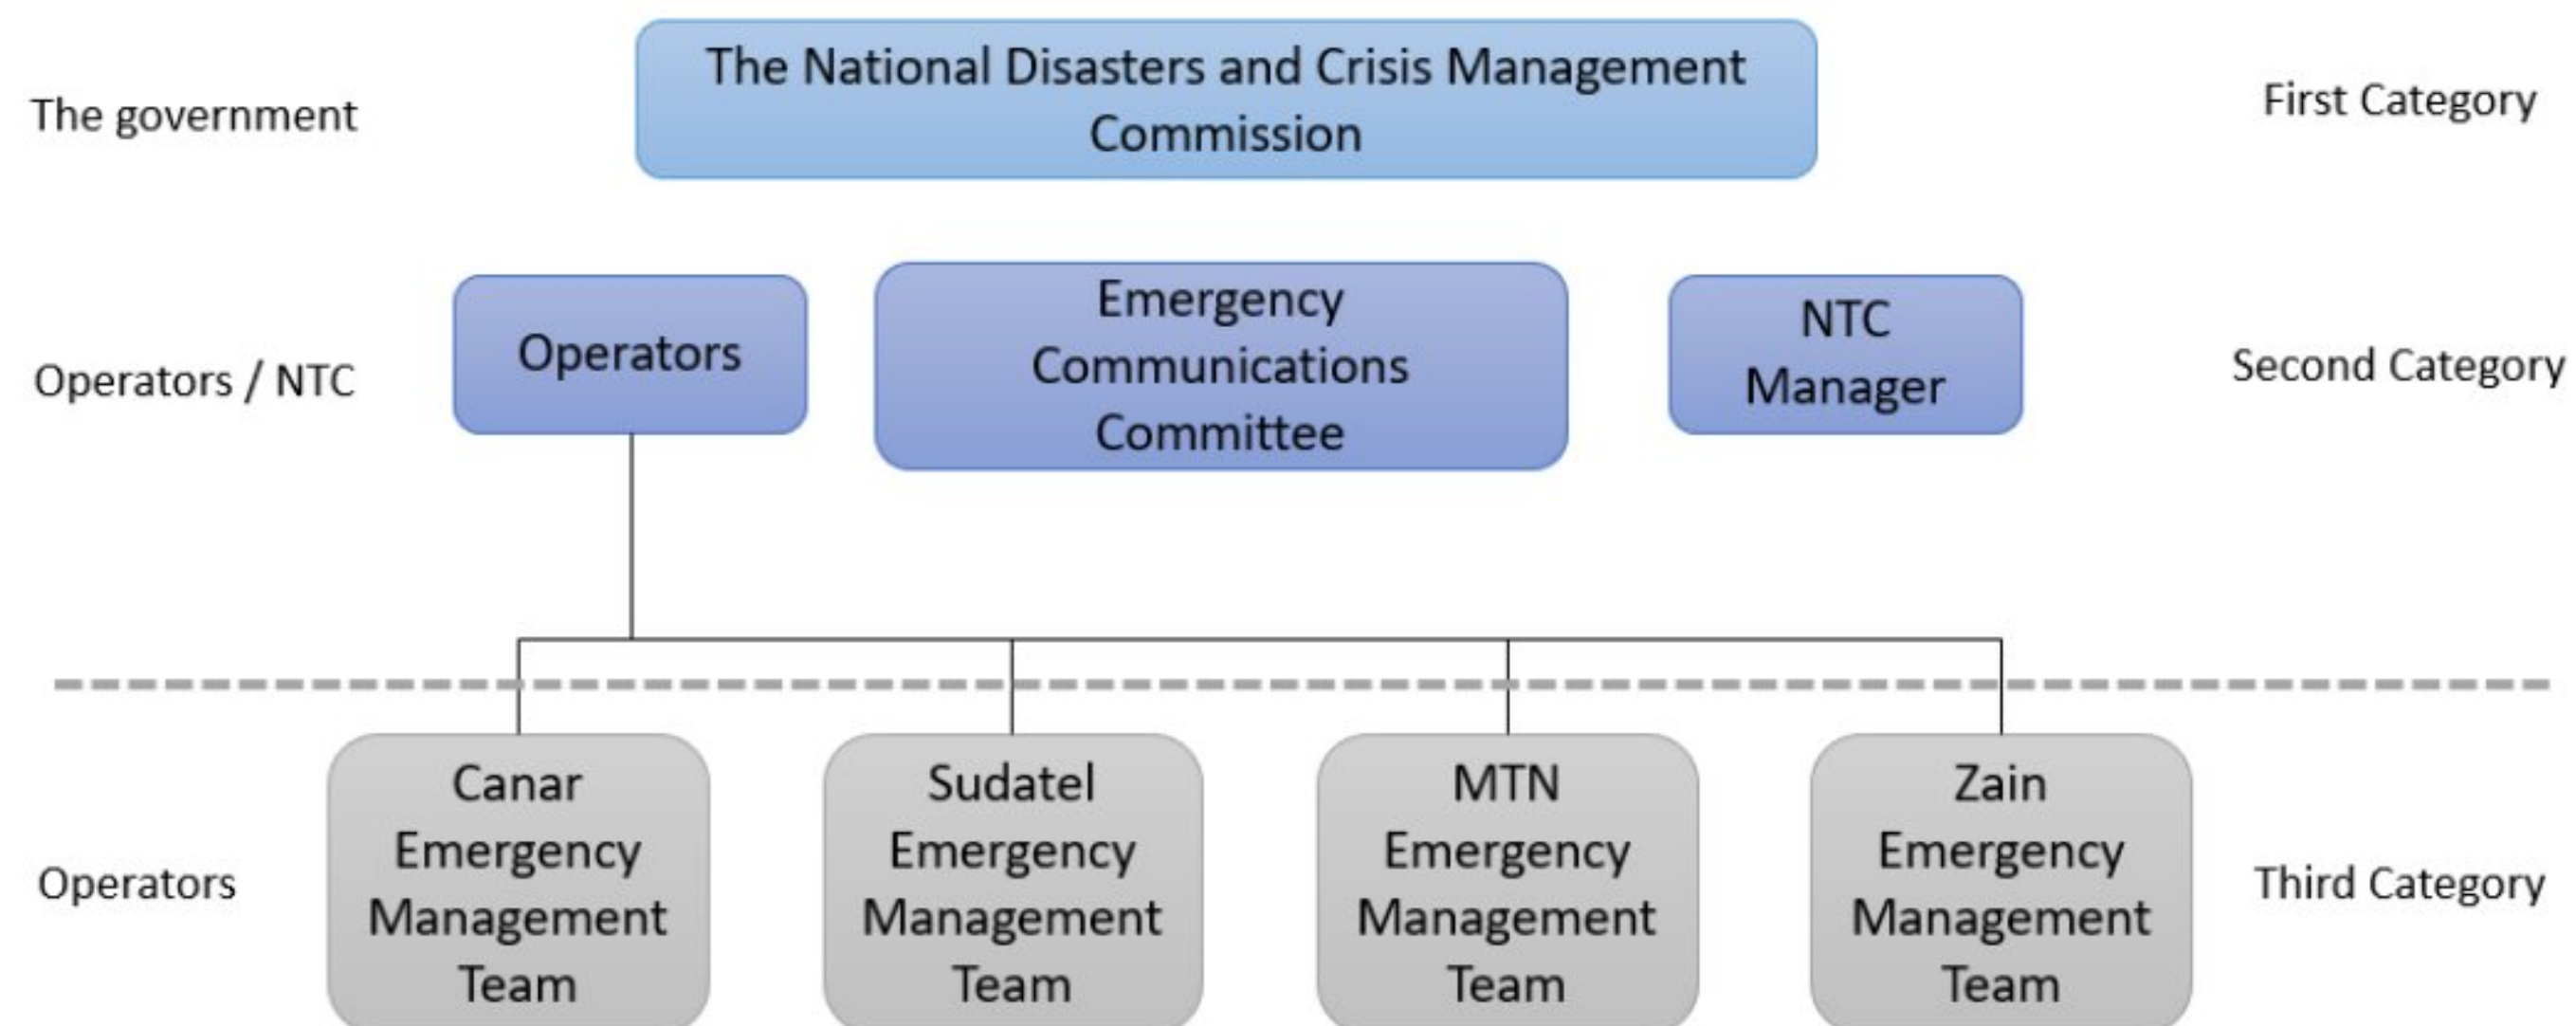 The government
The National Disasters and Crisis Management
Commission
First Category
Operators / NTC
Operators
Emergency
Communications
Committee
NTC
Manager
Second Category
Operators
Canar
Emergency
Management
Team
Sudatel
Emergency
Management
Team
MTN
Emergency
Management
Team
Zain
Emergency
Management
Team
Third Category